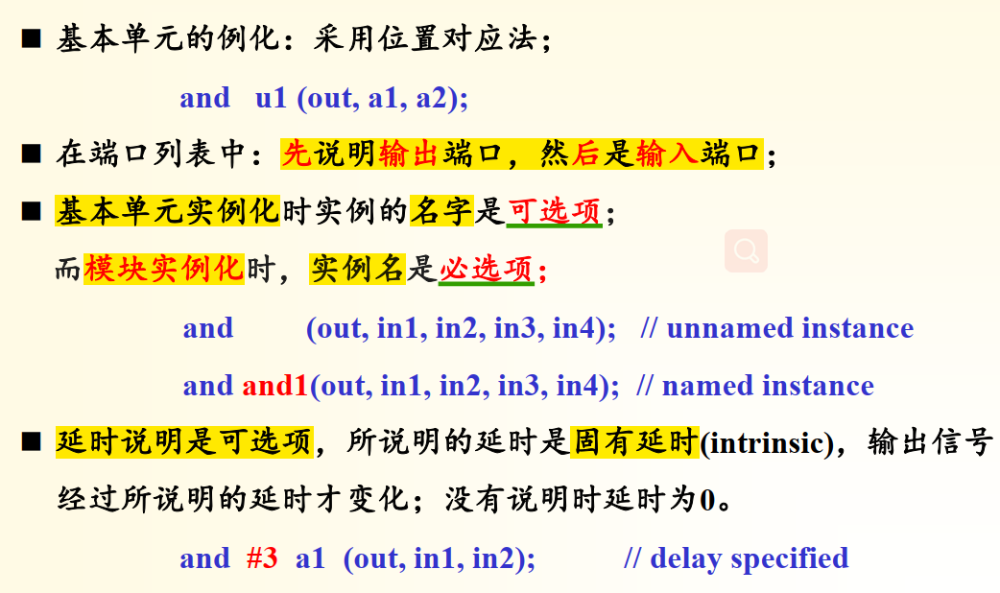 ■ 基本单元的例化：采用位置对应法；
and u1 (out, a1, a2);
■ 在端口列表中：先说明输出端口，然后是输入端口；
■ 基本单元实例化时实例的名字是可选项；
而模块实例化时，实例名是必选项；
and (out, in1, in2, in3, in4); // unnamed instance
and and1(out, in1, in2, in3, in4); // named instance
■ 延时说明是可选项，所说明的延时是固有延时(intrinsic)，输出信号
经过所说明的延时才变化；没有说明时延时为0。
and #3 a1 (out, in1, in2); // delay specified